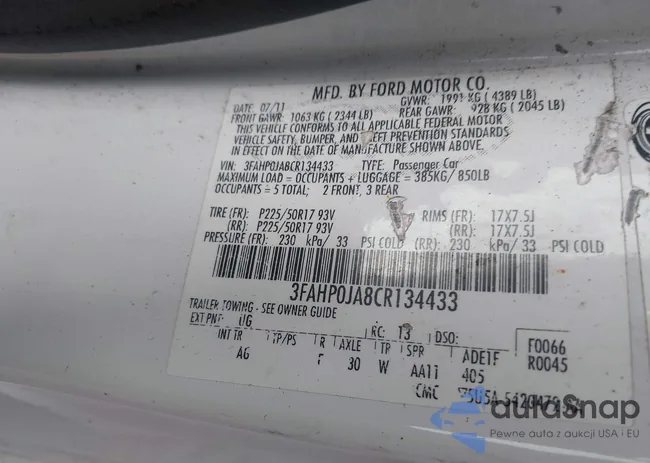 MFD. BY FORD MOTOR CO.
DATE: 07/11 GVWR: 1991 KG ( 4389 LB)
FRONT GAWR: 1063 KG ( 2344 LB) REAR GAWR: 928 KG ( 2045 LB)
THIS VEHICLE CONFORMS TO ALL APPLICABLE FEDERAL MOTOR
VEHICLE SAFETY, BUMPER, AND THEFT PREVENTION STANDARDS
IN EFFECT ON THE DATE OF MANUFACTURE SHOWN ABOVE.
VIN: 3FAHP0JA8CR134433 TYPE: Passenger Car
MAXIMUM LOAD = OCCUPANTS + LUGGAGE = 385KG/ 850LB
OCCUPANTS = 5 TOTAL; 2 FRONT, 3 REAR
TIRE (FR): P225/50R17 93V RIMS (FR): 17X7.5J
(RR): P225/50R17 93V (RR): 17X7.5J
PRESSURE (FR): 230 kPa/ 33 PSI COLD (RR): 230 kPa/ 33 PSI COLD
3FAHP0JA8CR134433
TRAILER TOWING - SEE OWNER GUIDE
EXT PNT: UG RC: 13 DSO: F0066
INT TR TP/PS R AXLE TR SPR ADE1F R0045
AG F 30 W AA11 405
CMC
autaSnap
Pewne auta z aukcji USA i EU